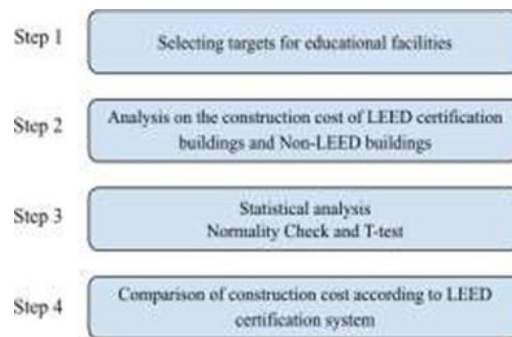 Step 1
Selecting targets for educational facilities
Step 2
Analysis on the construction cost of LEED certification
buildings and Non-LEED buildings
Step 3
Statistical analysis
Normality Check and T-test
Step 4
Comparison of construction cost according to LEED
certification system